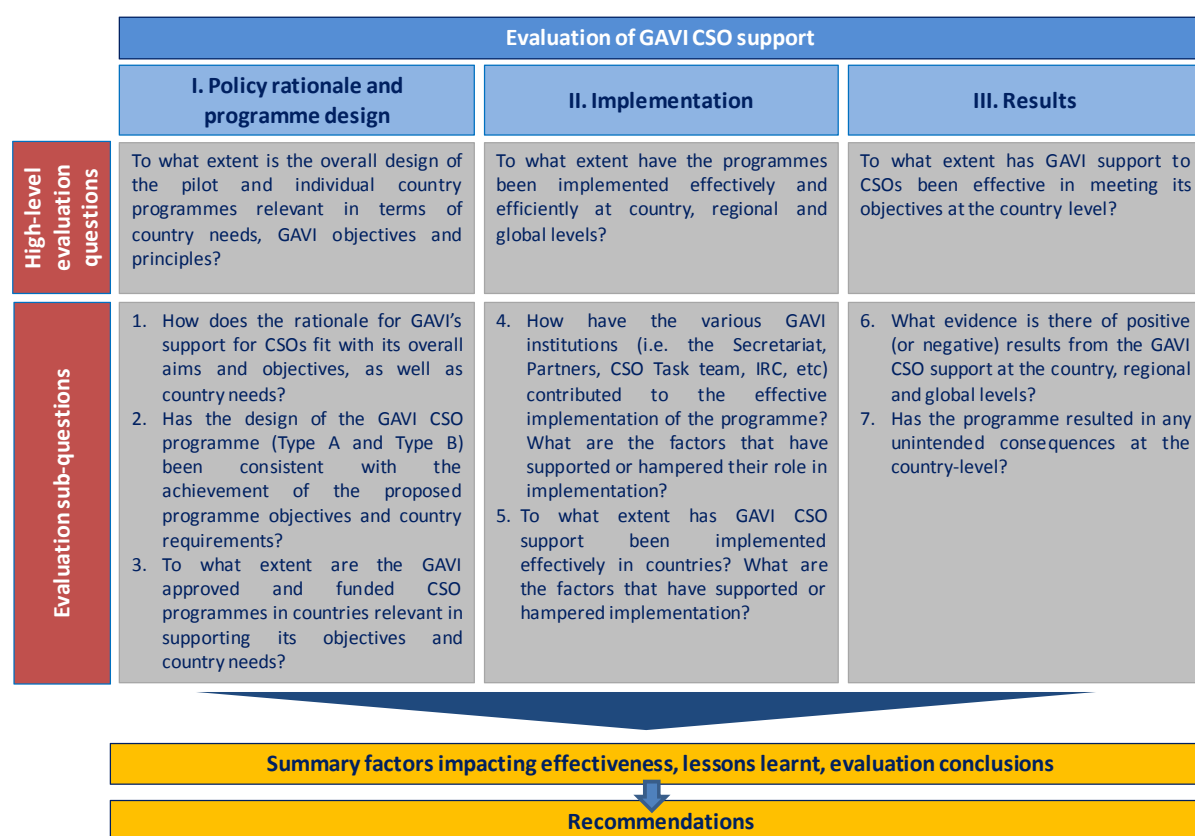 Evaluation of GAVI CSO support
I. Policy rationale and
programme design
II. Implementation
III. Results
High-level
evaluation
questions
To what extent is the overall design of
the pilot and individual country
programmes relevant in terms of
country needs, GAVI objectives and
principles?
To what extent have the programmes
been implemented effectively and
efficiently at country, regional and
global levels?
To what extent has GAVI support to
CSOs been effective in meeting its
objectives at the country level?
Evaluation sub-questions
1. How does the rationale for GAVI's
support for CSOs fit with its overall
aims and objectives, as well as
country needs?
2. Has the design of the GAVI CSO
programme (Type A and Type B)
been consistent with the
achievement of the proposed
programme objectives and country
requirements?
3. To what extent are the GAVI
approved and funded CSO
programmes in countries relevant in
supporting its objectives and
country needs?
4. How have the various GAVI
institutions (i.e. the Secretariat,
Partners, CSO Task team, IRC, etc)
contributed to the effective
implementation of the programme?
What are the factors that have
supported or hampered their role in
implementation?
5. To what extent has GAVI CSO
support been implemented
effectively in countries? What are
the factors that have supported or
hampered implementation?
6. What evidence is there of positive
(or negative) results from the GAVI
CSO support at the country, regional
and global levels?
7. Has the programme resulted in any
unintended consequences at the
country-level?
Summary factors impacting effectiveness, lessons learnt, evaluation conclusions
Recommendations